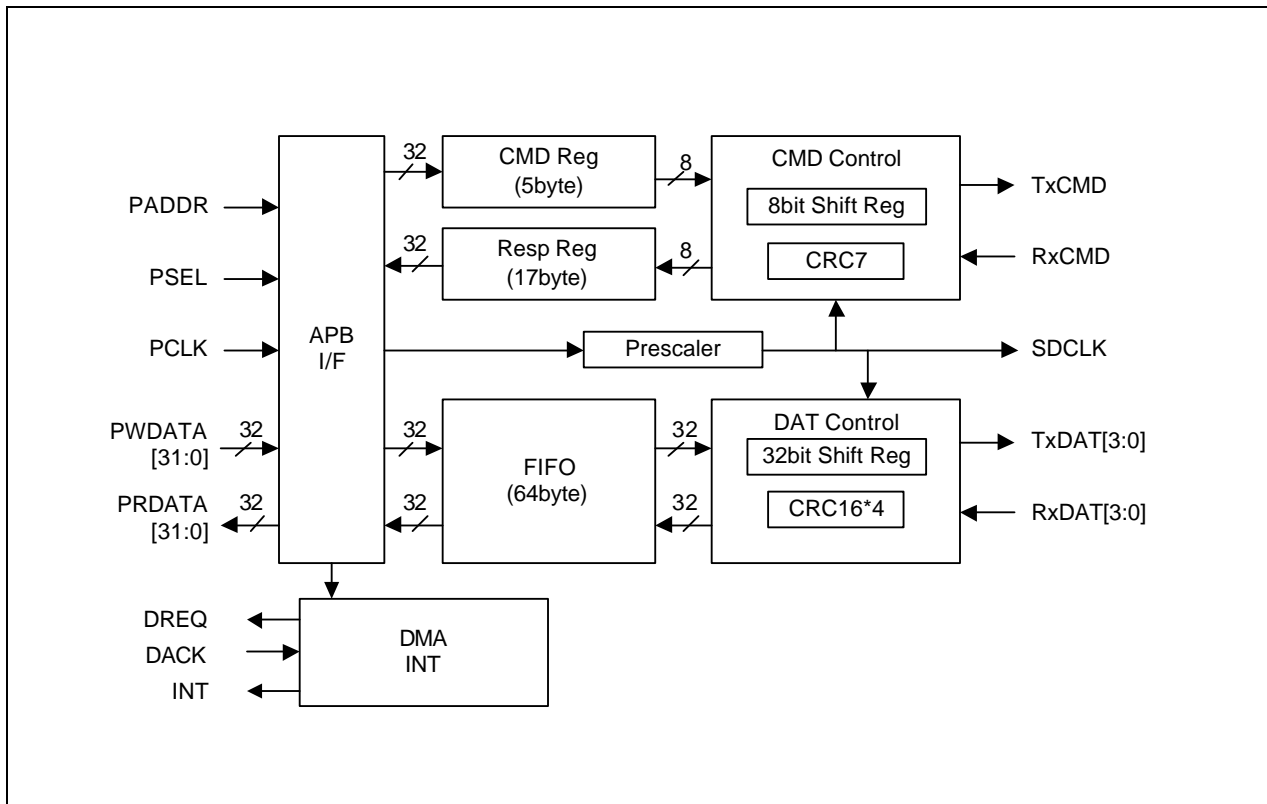 PADDR
PSEL
PCLK
PWDATA
[31:0]
32
PRDATA
[31:0]
32
APB
I/F
32
CMD Reg
(5byte)
8
32
Resp Reg
(17byte)
8
CMD Control
8bit Shift Reg
CRC7
TxCMD
RxCMD
Prescaler
SDCLK
32
32
FIFO
(64byte)
32
32
DAT Control
32bit Shift Reg
CRC16*4
TxDAT[3:0]
RxDAT[3:0]
DREQ
DACK
INT
DMA
INT